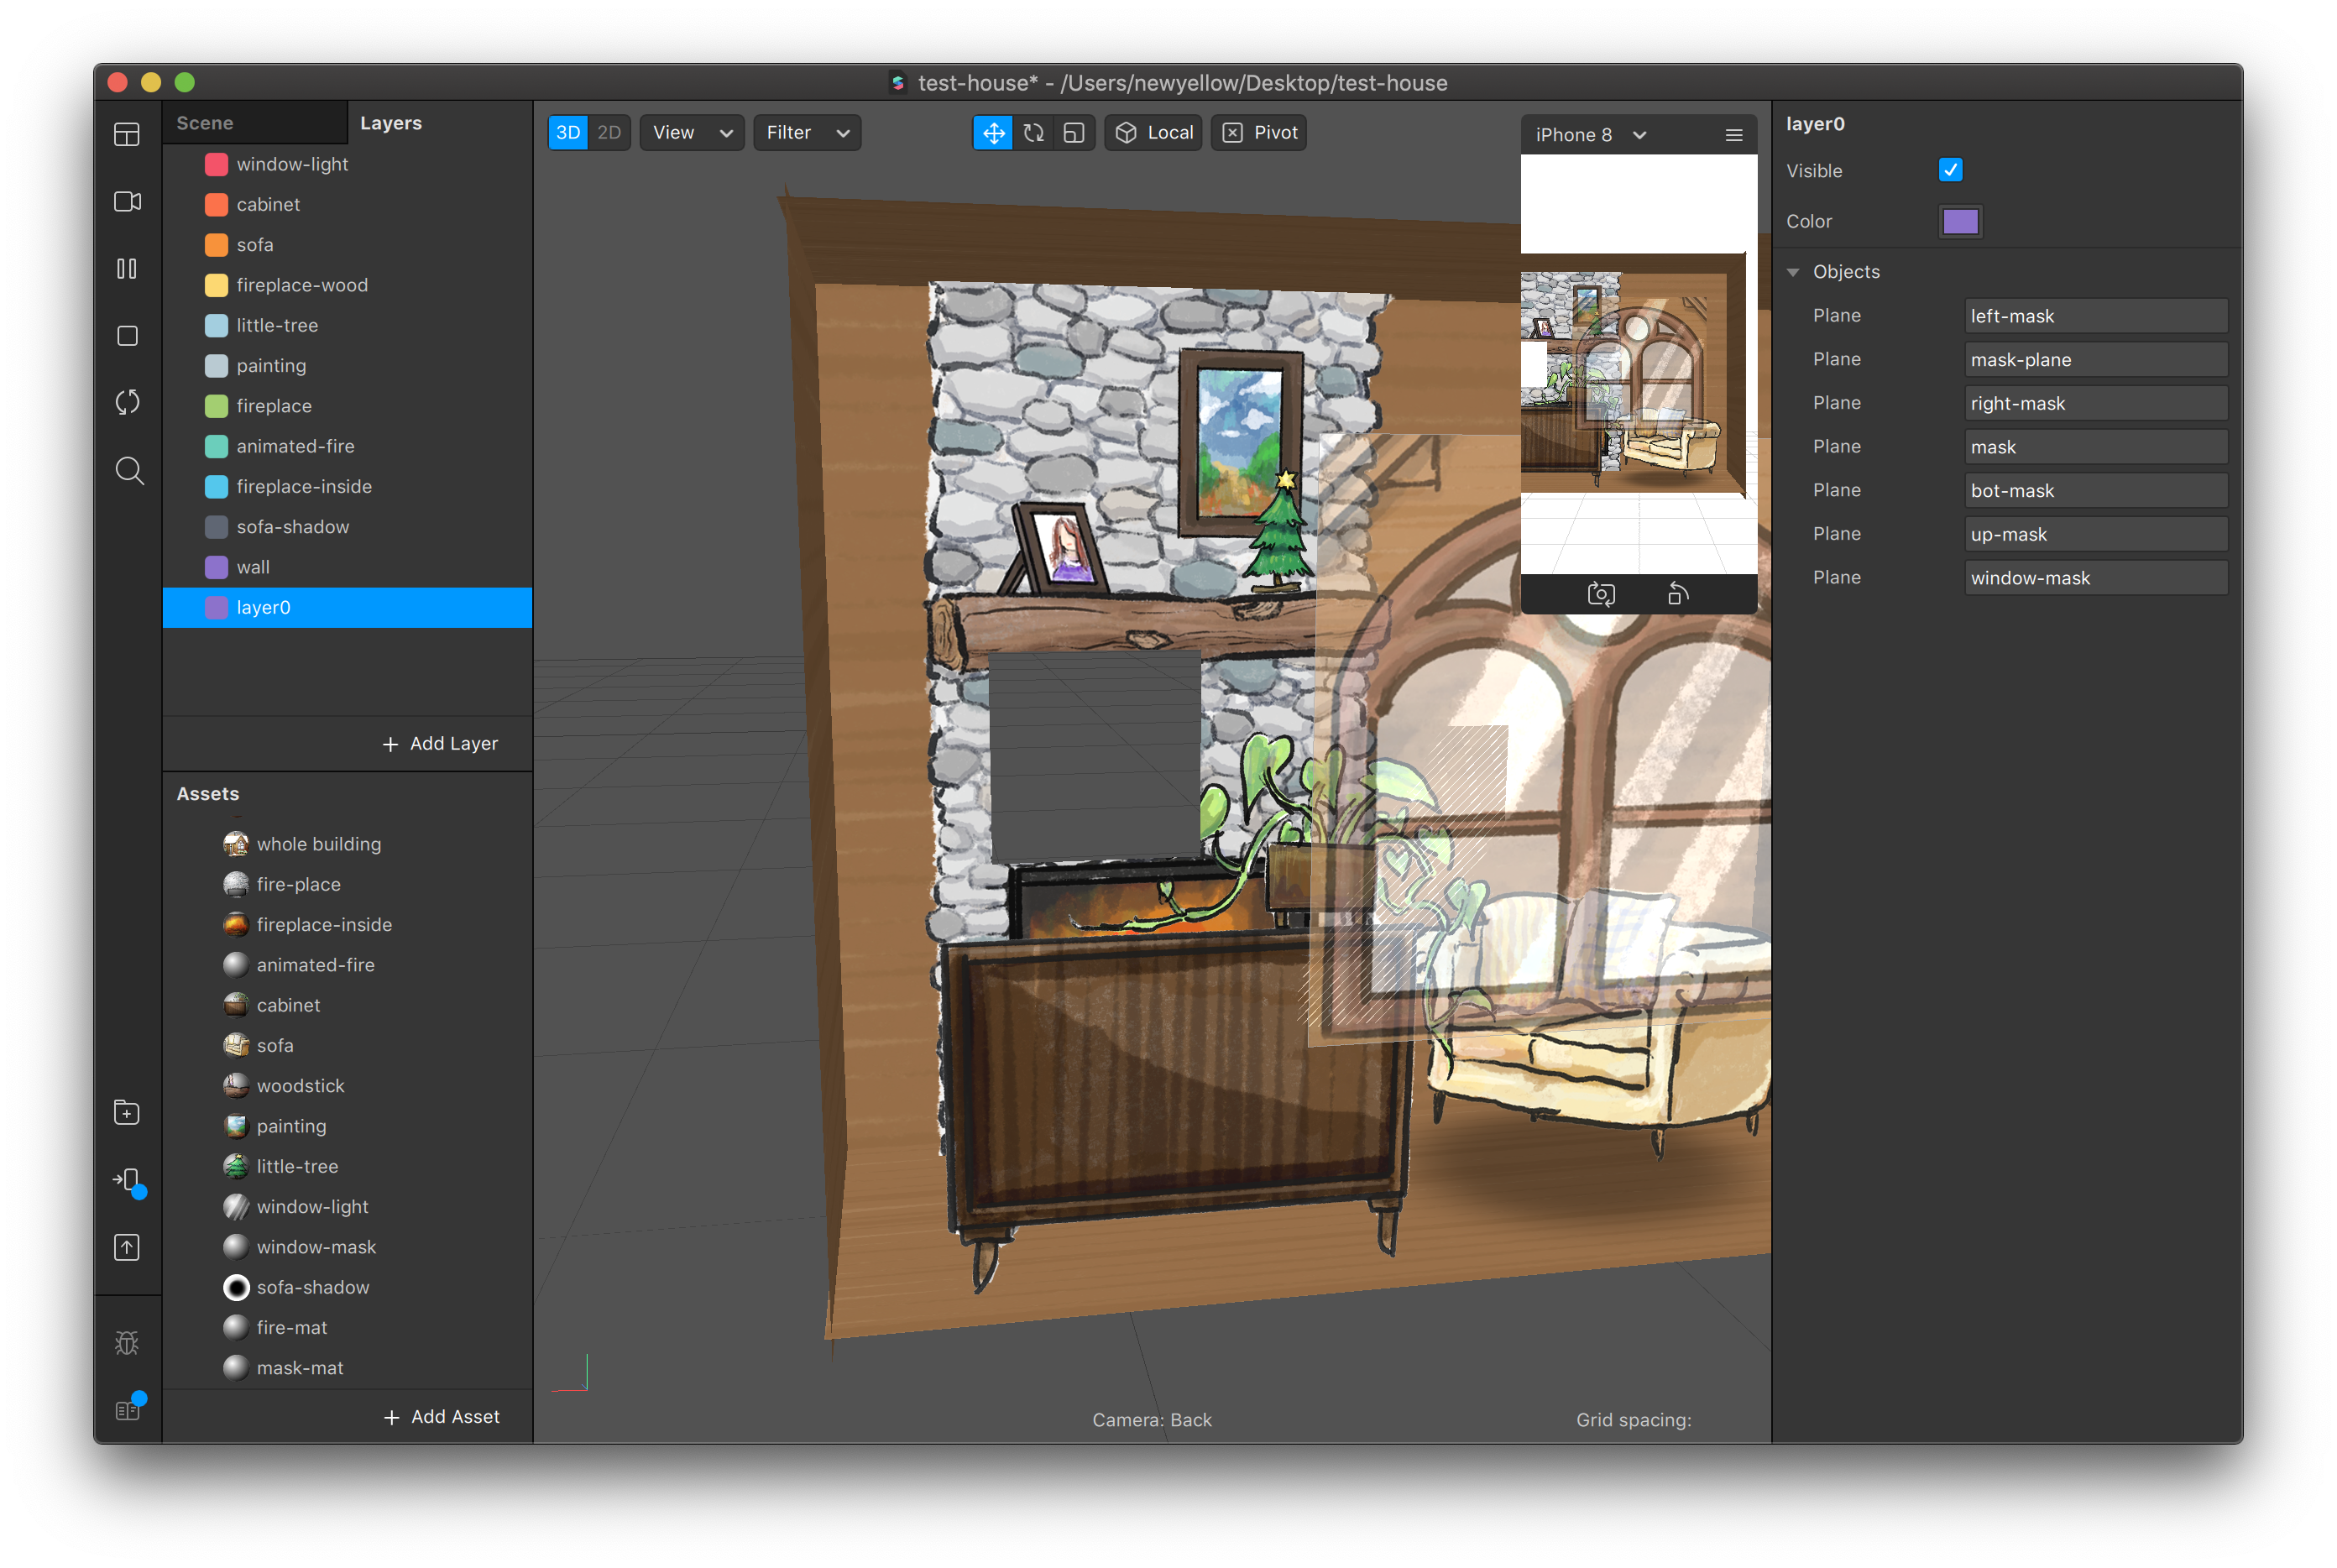 test-house* - /Users/newyellow/Desktop/test-house
Scene
Layers
window-light
cabinet
sofa
fireplace-wood
little-tree
painting
fireplace
animated-fire
fireplace-inside
sofa-shadow
wall
layer0
+ Add Layer
Assets
whole building
fire-place
fireplace-inside
animated-fire
cabinet
sofa
woodstick
painting
little-tree
window-light
window-mask
sofa-shadow
fire-mat
mask-mat
+ Add Asset
3D 2D View Filter Local Pivot
iPhone 8
Camera: Back
Grid spacing:
layer0
Visible
Color
Objects
Plane left-mask
Plane mask-plane
Plane right-mask
Plane mask
Plane bot-mask
Plane up-mask
Plane window-mask